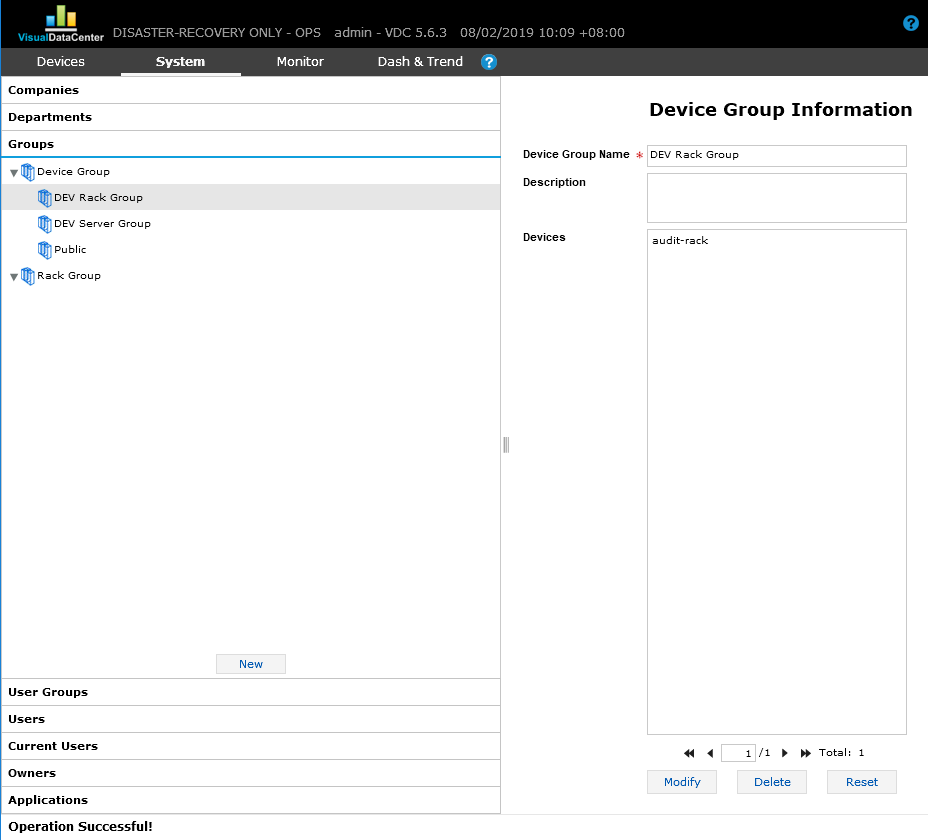 VisualDataCenter DISASTER-RECOVERY ONLY - OPS admin - VDC 5.6.3 08/02/2019 10:09 +08:00 ?
Devices System Monitor Dash & Trend ?
Companies
Departments
Groups
Device Group
DEV Rack Group
DEV Server Group
Public
Rack Group
New
User Groups
Users
Current Users
Owners
Applications
Device Group Information
Device Group Name * DEV Rack Group
Description
Devices audit-rack
1 /1 Total: 1
Modify Delete Reset
Operation Successful!